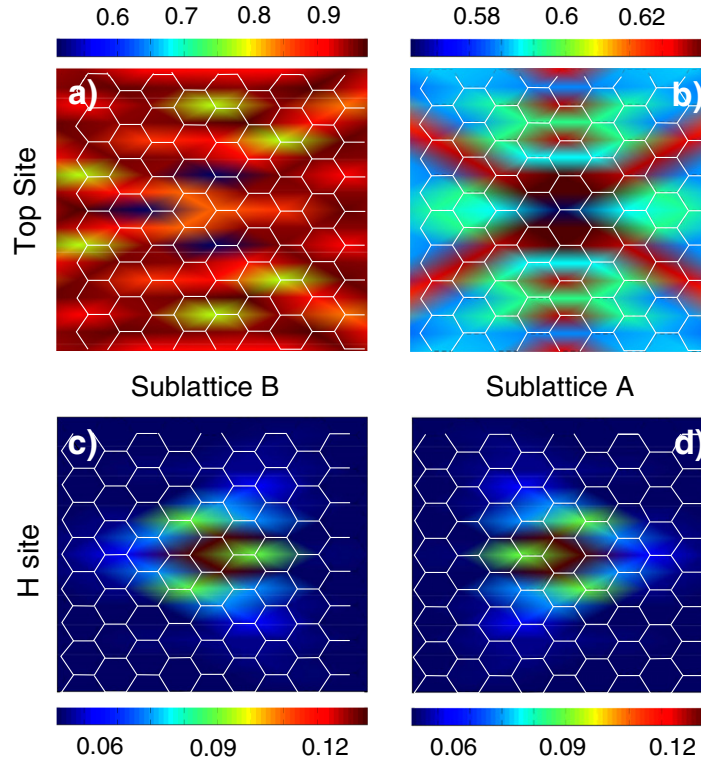 0.6 0.7 0.8 0.9
0.58 0.6 0.62
a)
b)
Top Site
Sublattice B
Sublattice A
c)
d)
H site
0.06 0.09 0.12
0.06 0.09 0.12